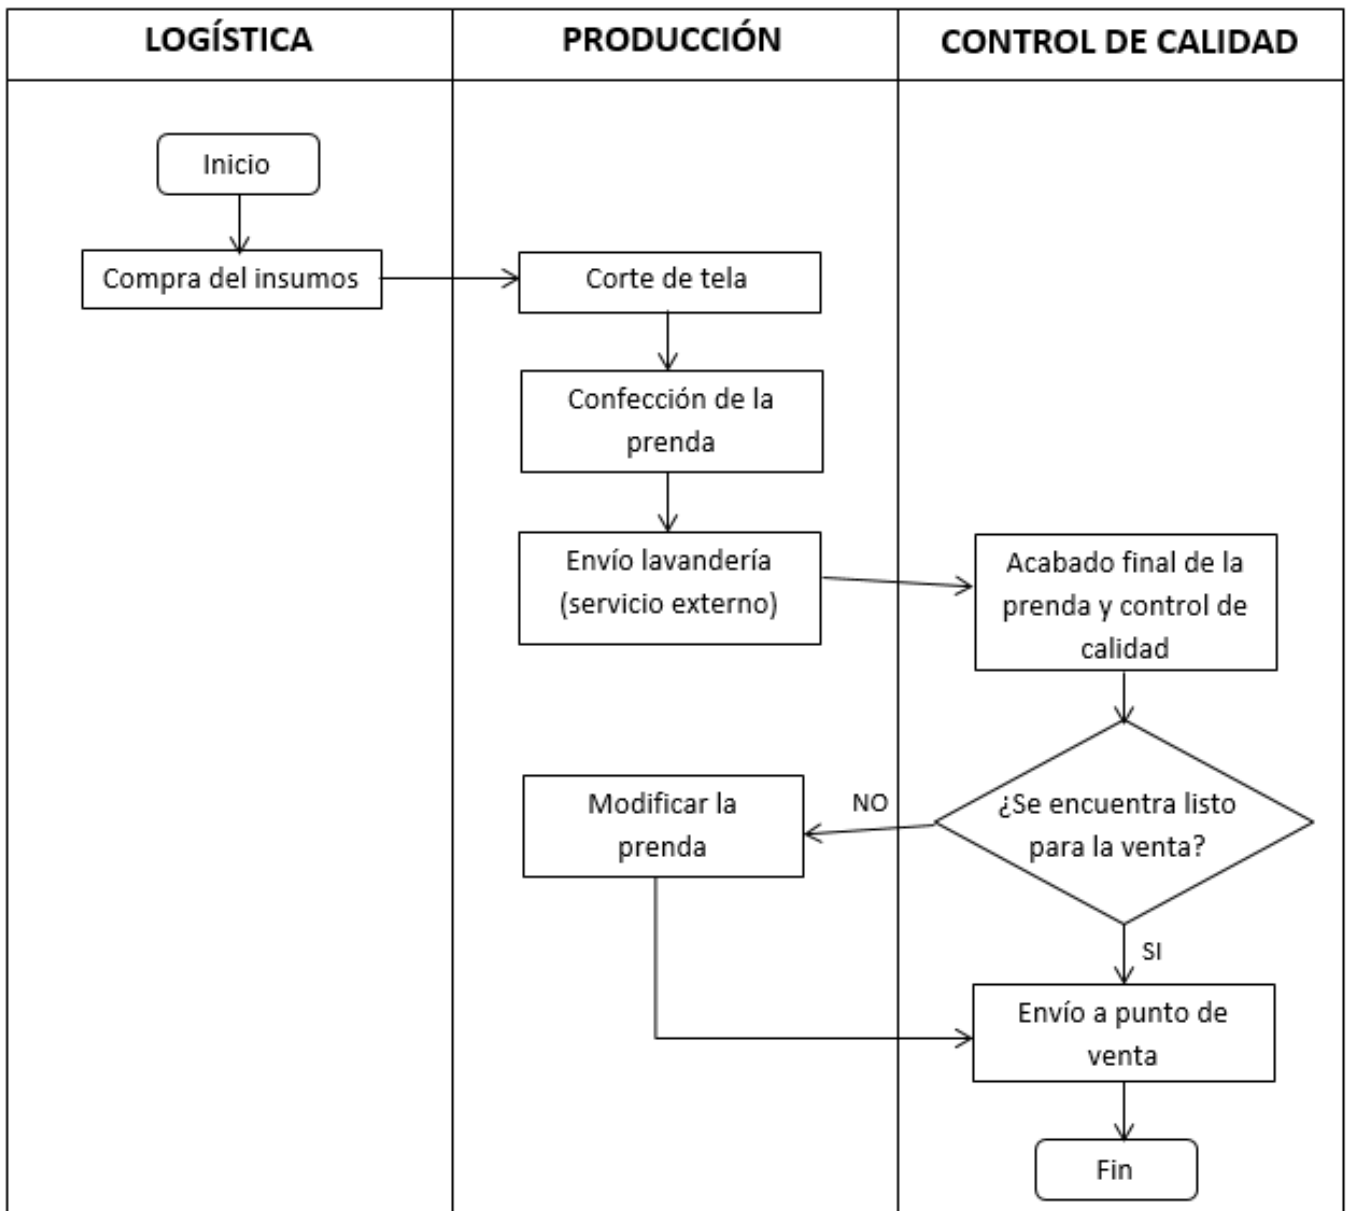 LOGÍSTICA
PRODUCCIÓN
CONTROL DE CALIDAD
Inicio
Compra del insumos
Corte de tela
Confección de la
prenda
Envío lavandería
(servicio externo)
Acabado final de la
prenda y control de
calidad
¿Se encuentra listo
para la venta?
NO
Modificar la
prenda
SI
Envío a punto de
venta
Fin